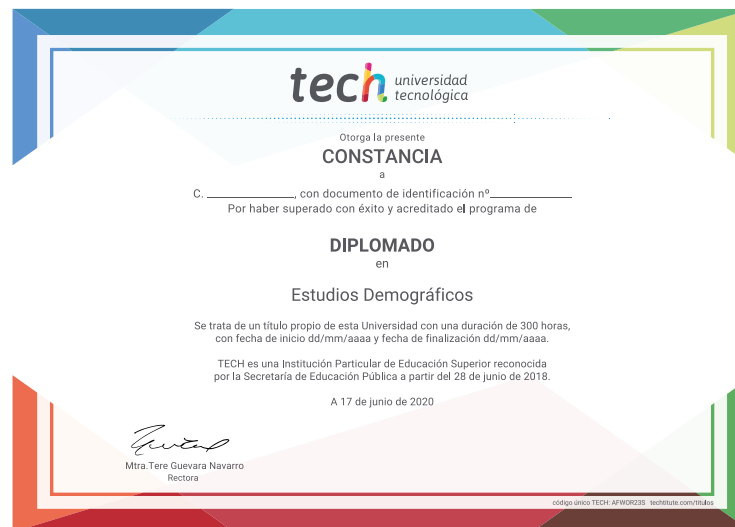 tech universidad
tecnológica
Otorga la presente
CONSTANCIA
a
C. ________________, con documento de identificación nº______________
Por haber superado con éxito y acreditado el programa de
DIPLOMADO
en
Estudios Demográficos
Se trata de un título propio de esta Universidad con una duración de 300 horas,
con fecha de inicio dd/mm/aaaa y fecha de finalización dd/mm/aaaa.
TECH es una Institución Particular de Educación Superior reconocida
por la Secretaría de Educación Pública a partir del 28 de junio de 2018.
A 17 de junio de 2020
Mtra.Tere Guevara Navarro
Rectora
código único TECH: AFWOR23S techtitute.com/titulos